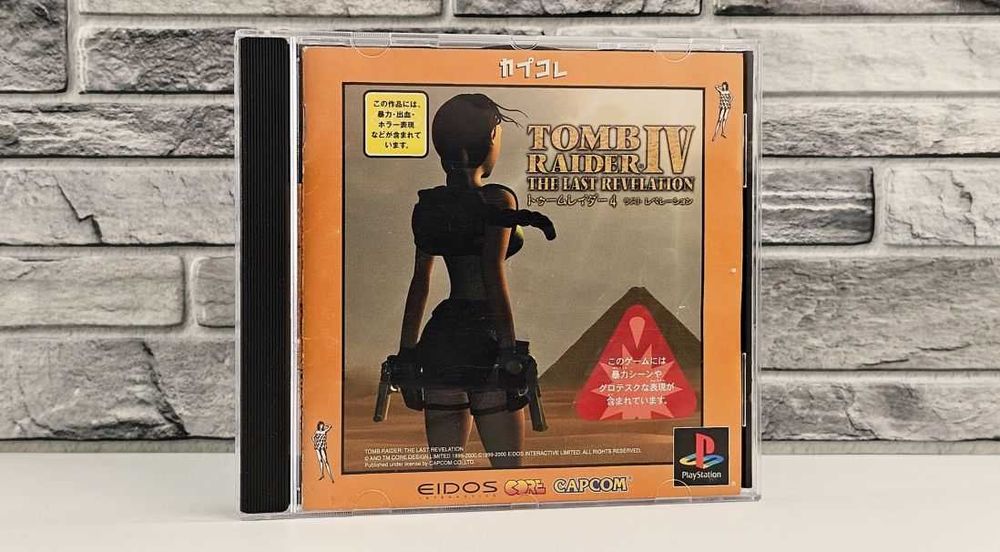 カプコレ
この作品には、
暴力・出血・
ホラー表現
などが含まれて
います。
TOMB
RAIDER IV
THE LAST REVELATION
トゥームレイダー4 ラスト レベレーション
このゲームには
暴力シーンや
グロテスクな表現が
含まれています。
TOMB RAIDER: THE LAST REVELATION
© AND TM CORE DESIGN LIMITED 1999-2000 ©1999-2000 EIDOS INTERACTIVE LIMITED. ALL RIGHTS RESERVED.
Published under license by CAPCOM CO.,LTD.
EIDOS
INTERACTIVE
CORE
CAPCOM
PlayStation